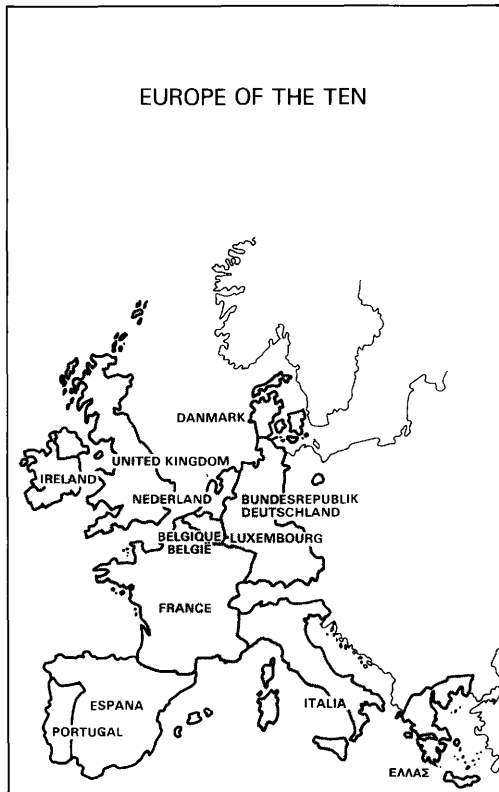 EUROPE OF THE TEN
DANMARK
UNITED KINGDOM
IRELAND
NEDERLAND
BUNDESREPUBLIK
DEUTSCHLAND
BELGIQUE
BELGIË
LUXEMBOURG
FRANCE
ESPANA
PORTUGAL
ITALIA
ΕΛΛΑΣ